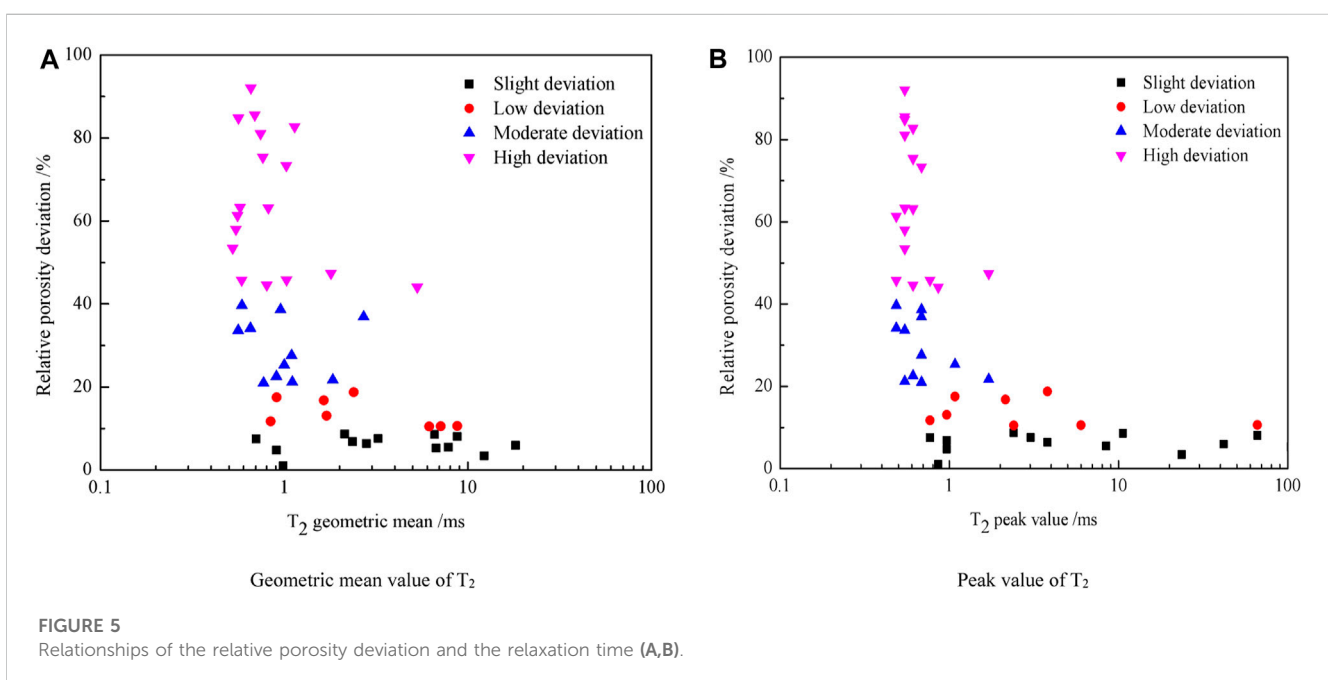 A
100
80
60
40
20
0
Relative porosity deviation /%
Slight deviation
Low deviation
Moderate deviation
High deviation
0.1 1 10 100
T2 geometric mean /ms
Geometric mean value of T2
B
100
80
60
40
20
0
Relative porosity deviation /%
Slight deviation
Low deviation
Moderate deviation
High deviation
0.1 1 10 100
T2 peak value /ms
Peak value of T2
FIGURE 5
Relationships of the relative porosity deviation and the relaxation time (A,B).